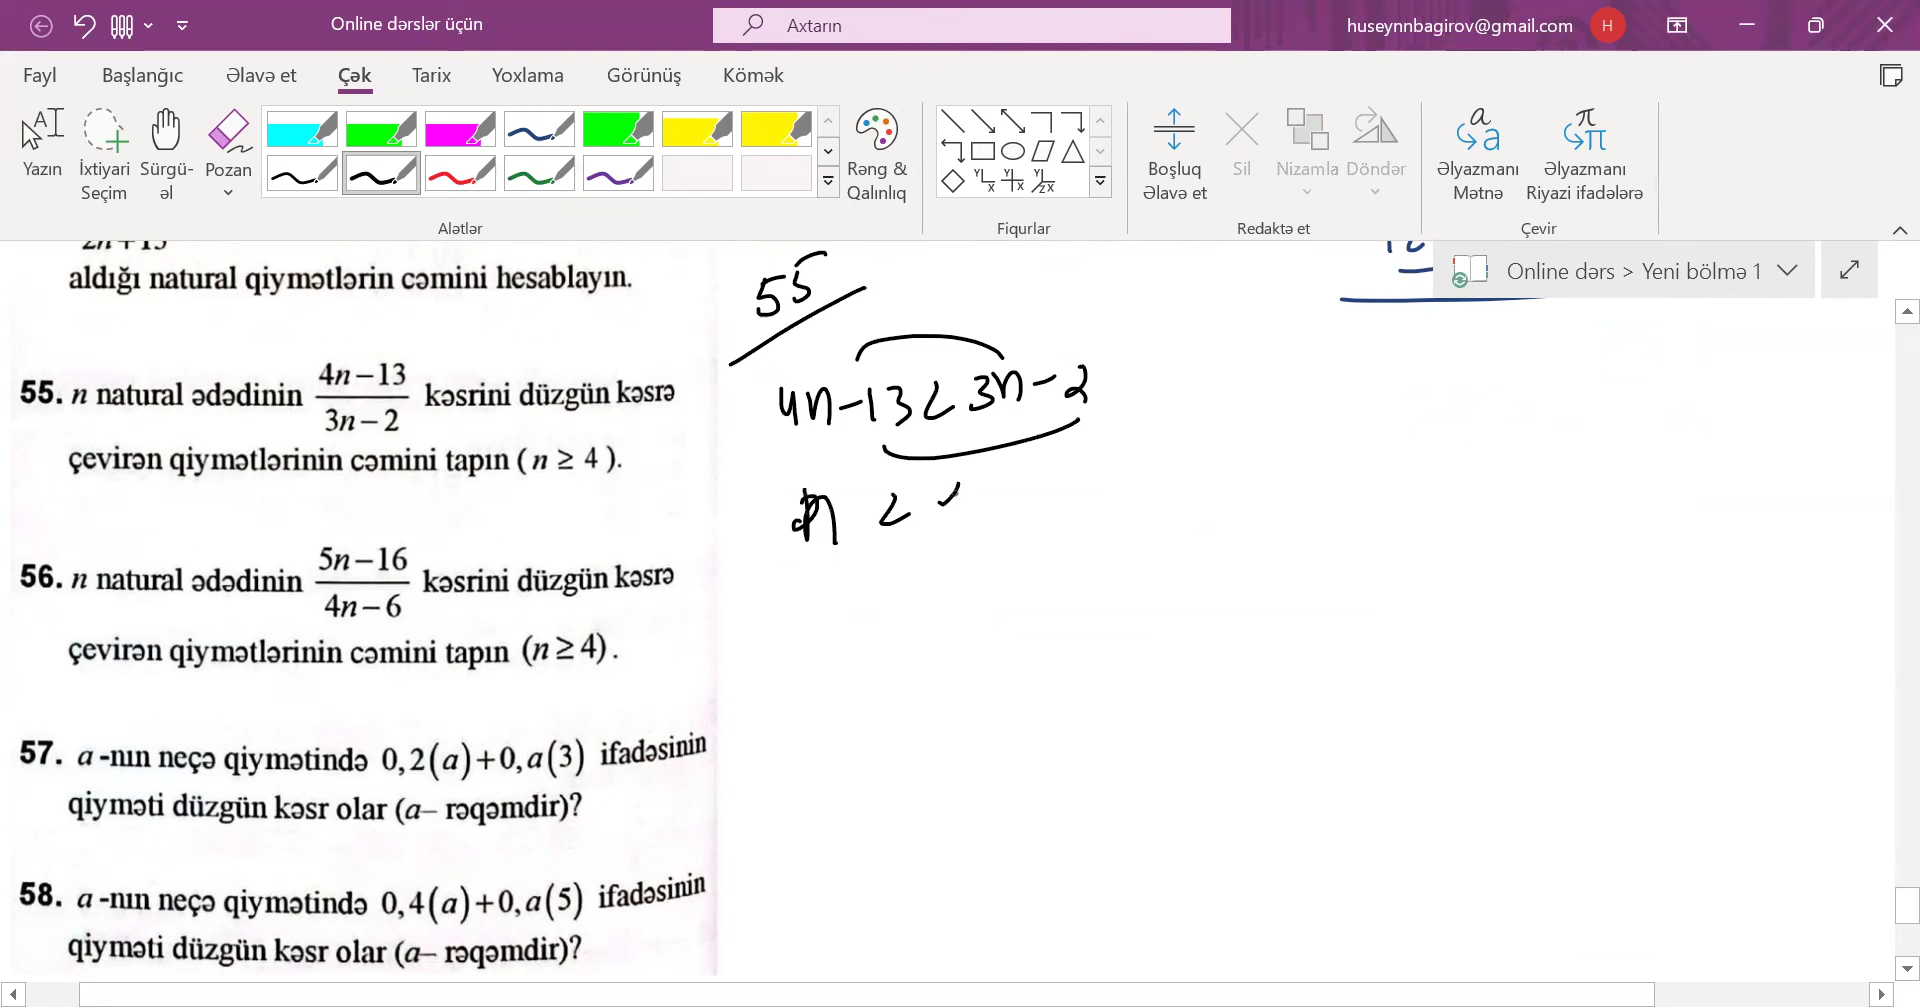 Online dərslər üçün
Axtarın
huseynnbagirov@gmail.com
H
Fayl Başlanğıc Əlavə et Çək Tarix Yoxlama Görünüş Kömək
Yazın
İxtiyari Seçim
Sürgü-əl
Pozan
Rəng & Qalınlıq
Boşluq Əlavə et
Sil
Nizamla
Döndər
Əlyazmanı Mətnə
Əlyazmanı Riyazi ifadələrə
Alətlər
Fiqurlar
Redaktə et
Çevir
Online dərs > Yeni bölmə 1
2n+13
aldığı natural qiymətlərin cəmini hesablayın.
55. n natural ədədinin (4n−13)/(3n−2) kəsrini düzgün kəsrə
çevirən qiymətlərinin cəmini tapın (n ≥ 4).
56. n natural ədədinin (5n−16)/(4n−6) kəsrini düzgün kəsrə
çevirən qiymətlərinin cəmini tapın (n ≥ 4).
57. a-nın neçə qiymətində 0,2(a)+0,a(3) ifadəsinin
qiyməti düzgün kəsr olar (a– rəqəmdir)?
58. a-nın neçə qiymətində 0,4(a)+0,a(5) ifadəsinin
qiyməti düzgün kəsr olar (a– rəqəmdir)?
55
4n-13<3n-2
n <